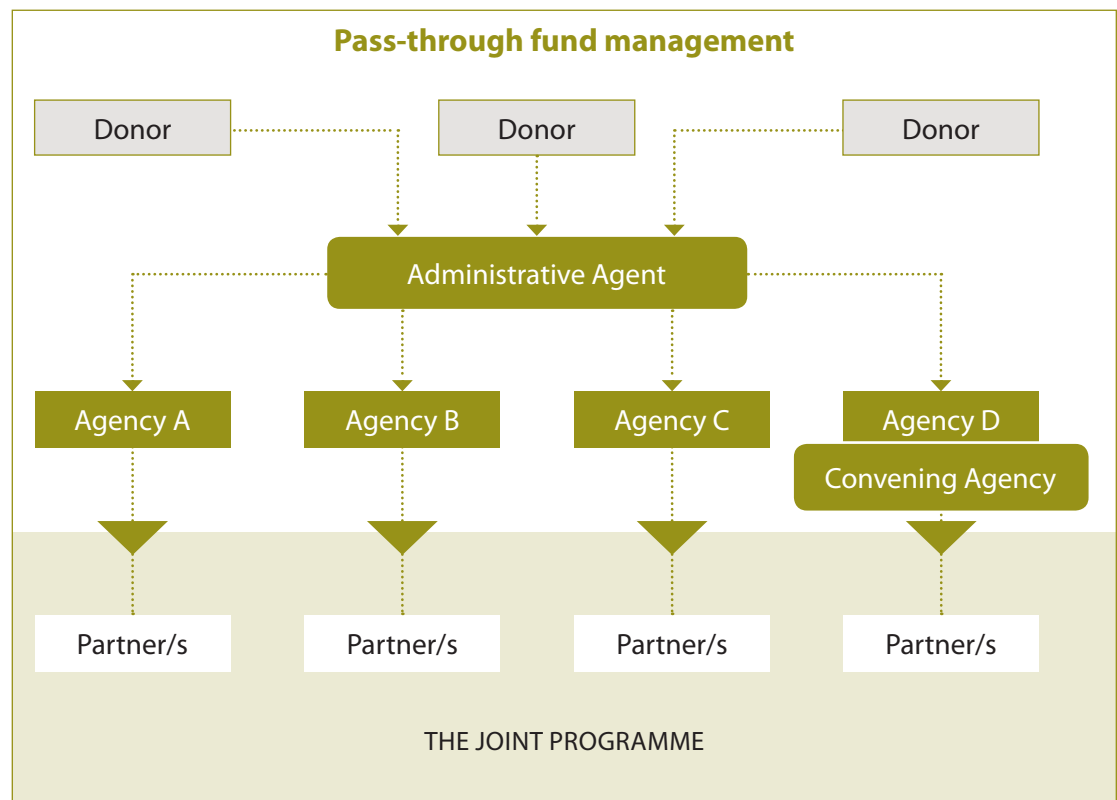 Pass-through fund management
Donor
Donor
Donor
Administrative Agent
Agency A
Agency B
Agency C
Agency D
Convening Agency
Partner/s
Partner/s
Partner/s
Partner/s
THE JOINT PROGRAMME